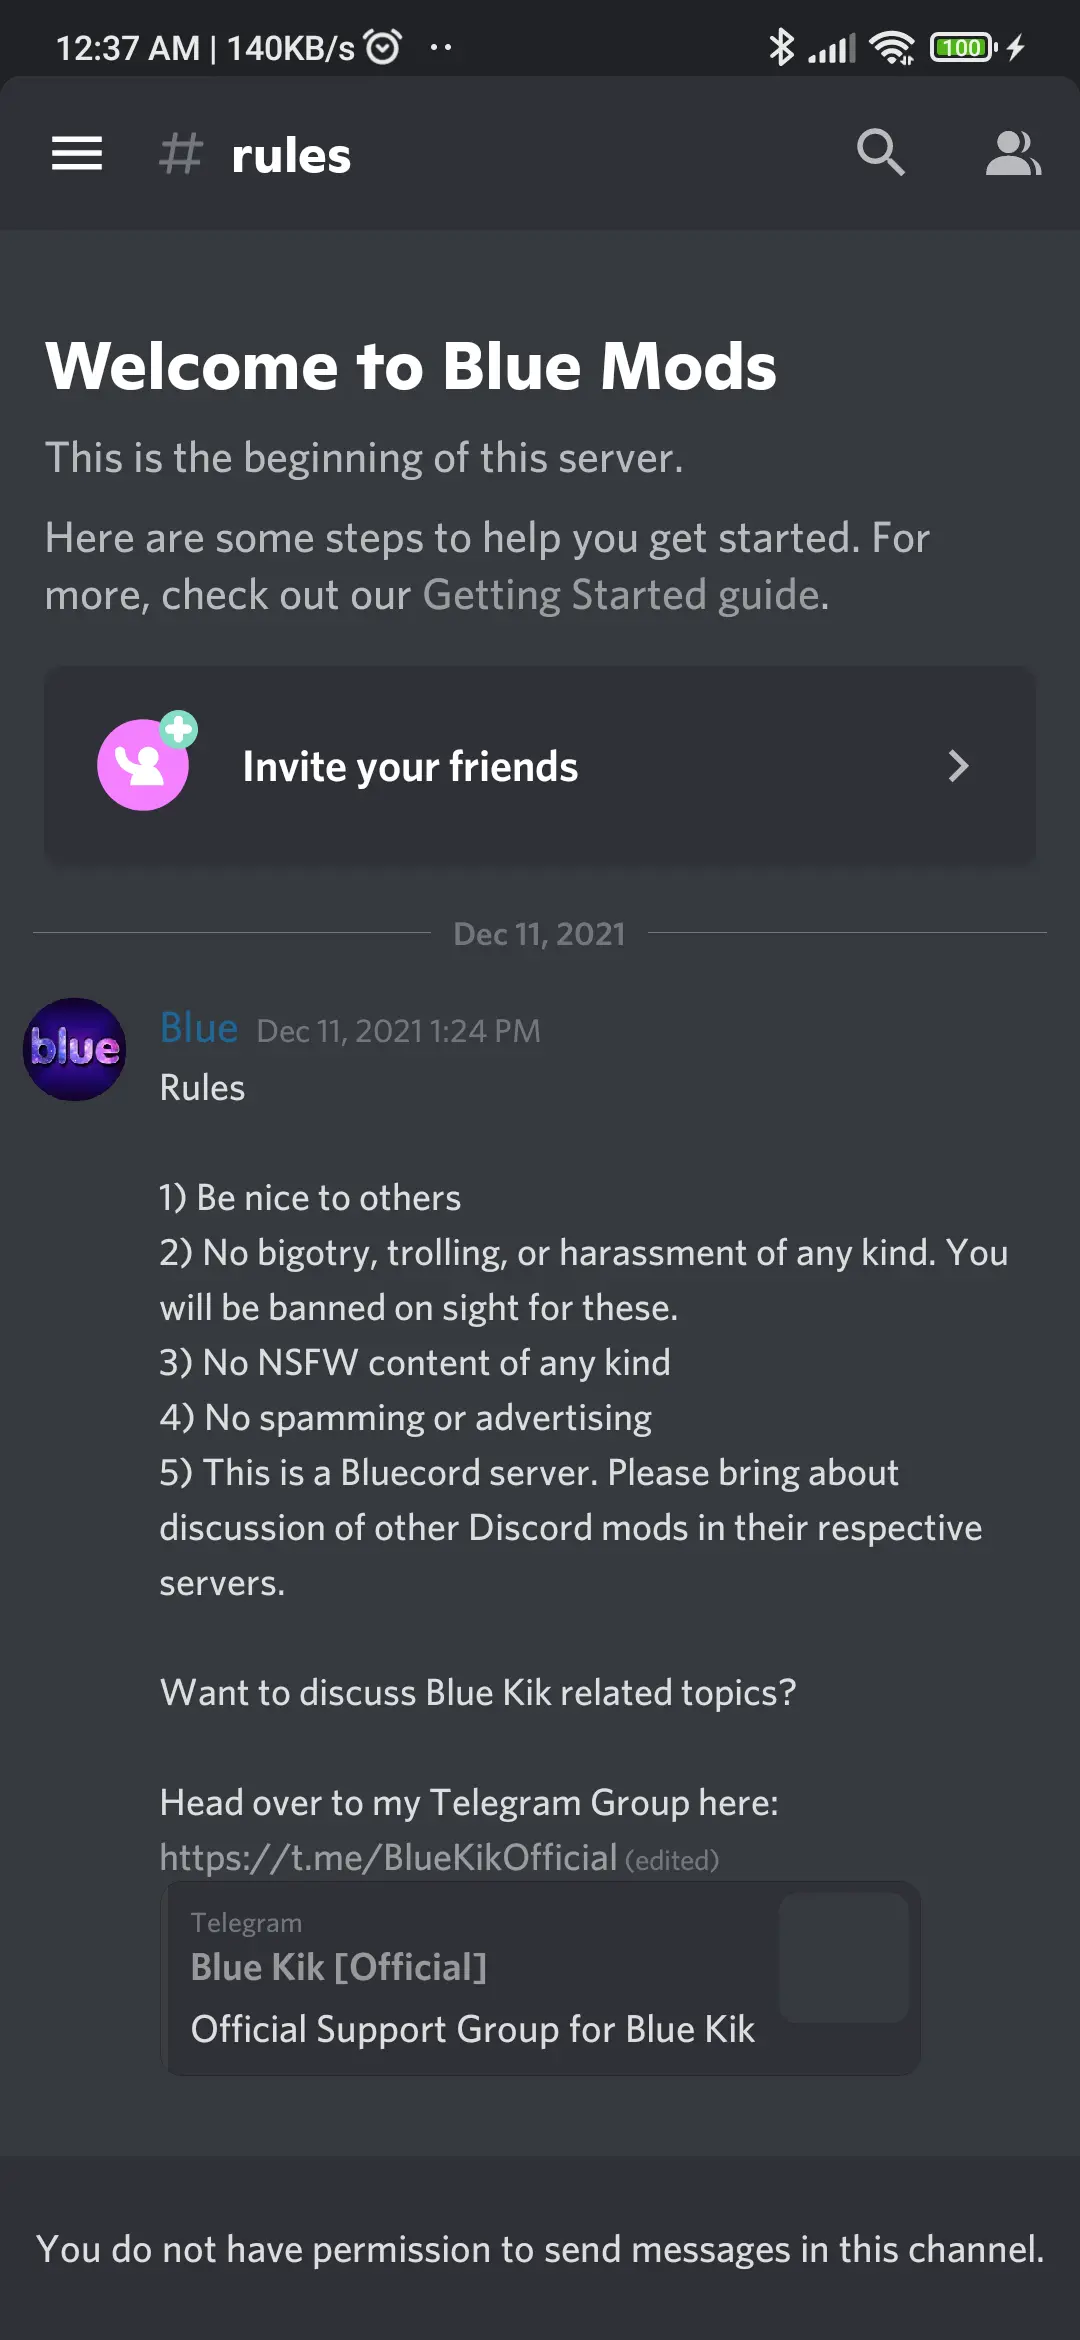 12:37 AM | 140KB/s
100
# rules
Welcome to Blue Mods
This is the beginning of this server.
Here are some steps to help you get started. For
more, check out our Getting Started guide.
Invite your friends
Dec 11, 2021
blue
Blue Dec 11, 2021 1:24 PM
Rules
1) Be nice to others
2) No bigotry, trolling, or harassment of any kind. You
will be banned on sight for these.
3) No NSFW content of any kind
4) No spamming or advertising
5) This is a Bluecord server. Please bring about
discussion of other Discord mods in their respective
servers.
Want to discuss Blue Kik related topics?
Head over to my Telegram Group here:
https://t.me/BlueKikOfficial (edited)
Telegram
Blue Kik [Official]
Official Support Group for Blue Kik
You do not have permission to send messages in this channel.